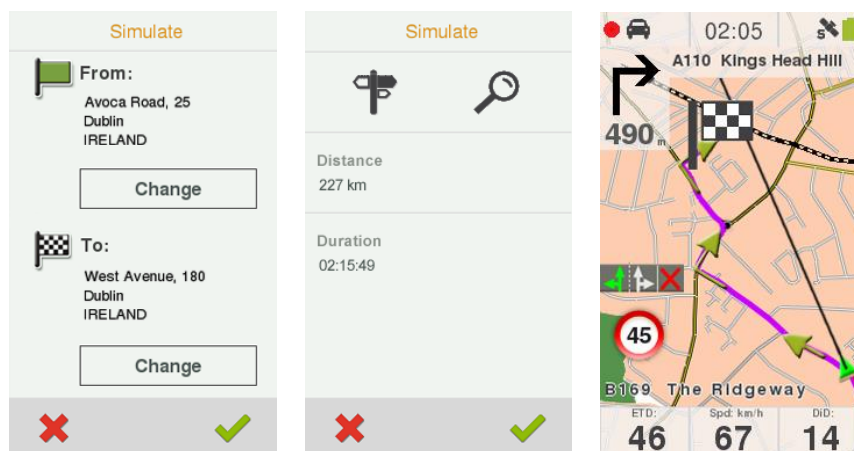 Simulate
From:
Avoca Road, 25
Dublin
IRELAND
Change
To:
West Avenue, 180
Dublin
IRELAND
Change
Simulate
Distance
227 km
Duration
02:15:49
02:05
S
A110 Kings Head Hill
490 m
45
B169 The Ridgeway
ETD: Spd: km/h DiD:
46 67 14